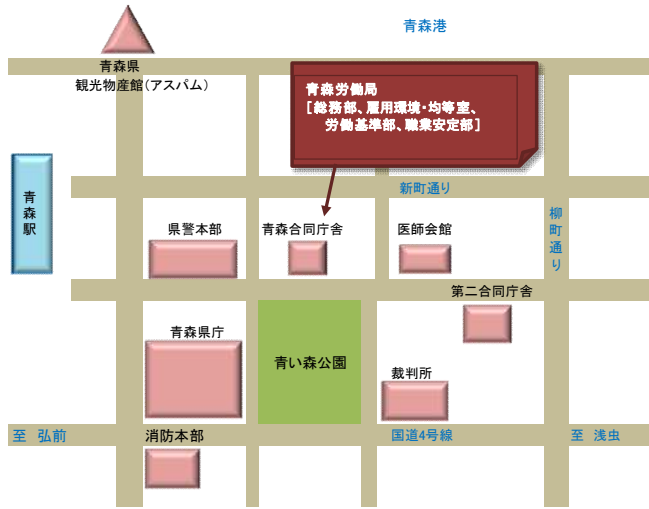 青森港
青森県
観光物産館(アスパム)
青森労働局
[総務部、雇用環境・均等室、
労働基準部、職業安定部]
青森駅
新町通り
柳町通り
県警本部
青森合同庁舎
医師会館
第二合同庁舎
青森県庁
青い森公園
裁判所
至 弘前
消防本部
国道4号線
至 浅虫